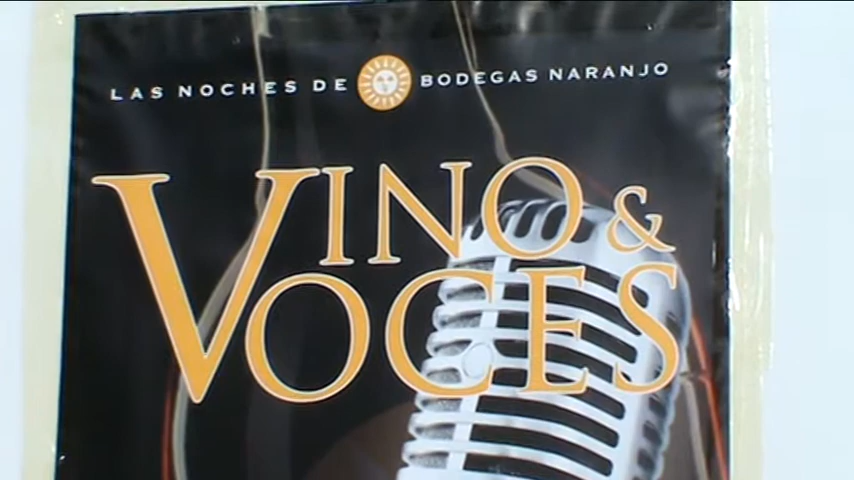 LAS NOCHES DE BODEGAS NARANJO
VINO &
VOCES